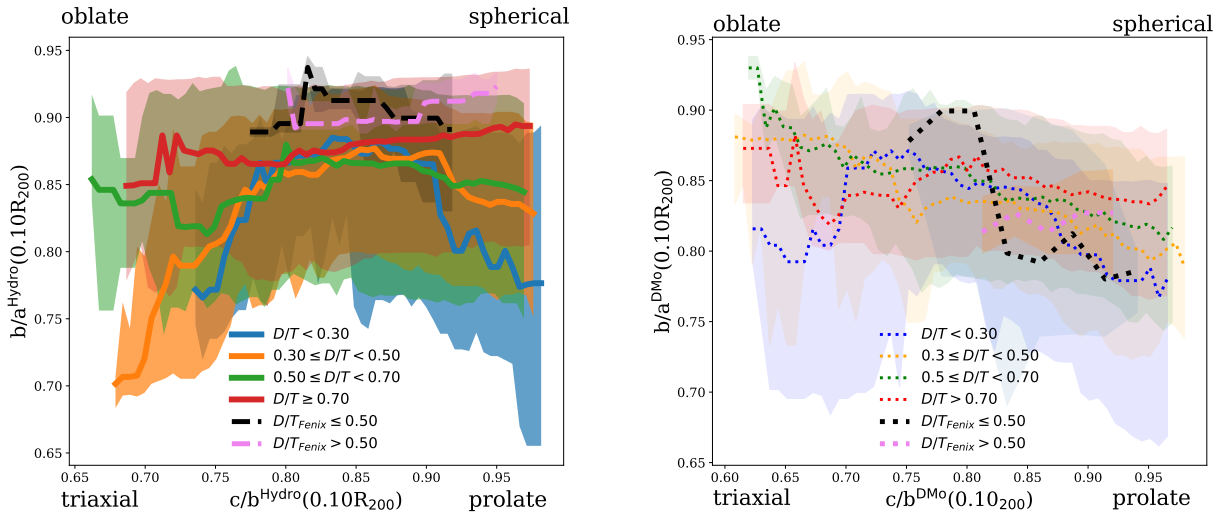 oblate
spherical
0.95
0.90
0.85
0.80
0.75
0.70
0.65
b/a^Hydro(0.10R_200)
D/T < 0.30
0.30 ≤ D/T < 0.50
0.50 ≤ D/T < 0.70
D/T ≥ 0.70
D/T_Fenix ≤ 0.50
D/T_Fenix > 0.50
0.65
0.70
0.75
0.80
0.85
0.90
0.95
triaxial
c/b^Hydro(0.10R_200)
prolate
oblate
spherical
0.95
0.90
0.85
0.80
0.75
0.70
0.65
b/a^DMo(0.10R_200)
D/T < 0.30
0.3 ≤ D/T < 0.50
0.5 ≤ D/T < 0.70
D/T > 0.70
D/T_Fenix ≤ 0.50
D/T_Fenix > 0.50
0.60
0.65
0.70
0.75
0.80
0.85
0.90
0.95
triaxial
c/b^DMo(0.10_200)
prolate